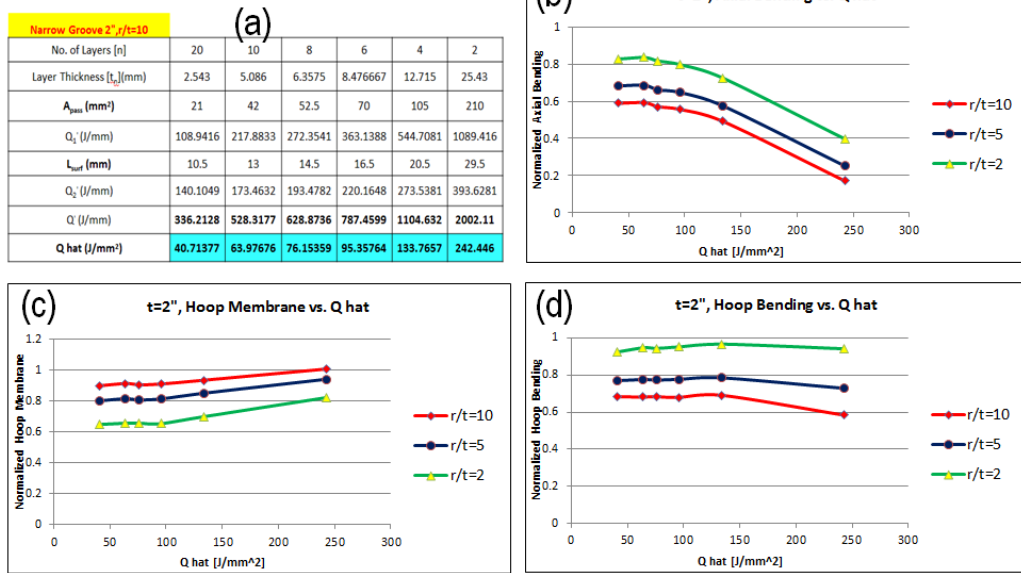 Narrow Groove 2",r/t=10
(a)
No. of Layers [n] 20 10 8 6 4 2
Layer Thickness [tn](mm) 2.543 5.086 6.3575 8.476667 12.715 25.43
Apass (mm²) 21 42 52.5 70 105 210
(J/mm) 108.9416 217.8833 272.3541 363.1388 544.7081 1089.416
Lsurf (mm) 10.5 13 14.5 16.5 20.5 29.5
(J/mm) 140.1049 173.4632 193.4782 220.1648 273.5381 393.6281
(J/mm) 336.2128 528.3177 628.8736 787.4599 1104.632 2002.11
Q hat (J/mm²) 40.71377 63.97676 76.15359 95.35764 133.7657 242.446
(b)
Normalized Axial Bending
1
0.8
0.6
0.4
0.2
0
0 50 100 150 200 250 300
Q hat [J/mm^2]
r/t=10
r/t=5
r/t=2
(c)
t=2", Hoop Membrane vs. Q hat
Normalized Hoop Membrane
1.2
1
0.8
0.6
0.4
0.2
0
0 50 100 150 200 250 300
Q hat [J/mm^2]
r/t=10
r/t=5
r/t=2
(d)
t=2", Hoop Bending vs. Q hat
Normalized Hoop Bending
1
0.8
0.6
0.4
0.2
0
0 50 100 150 200 250 300
Q hat [J/mm^2]
r/t=10
r/t=5
r/t=2